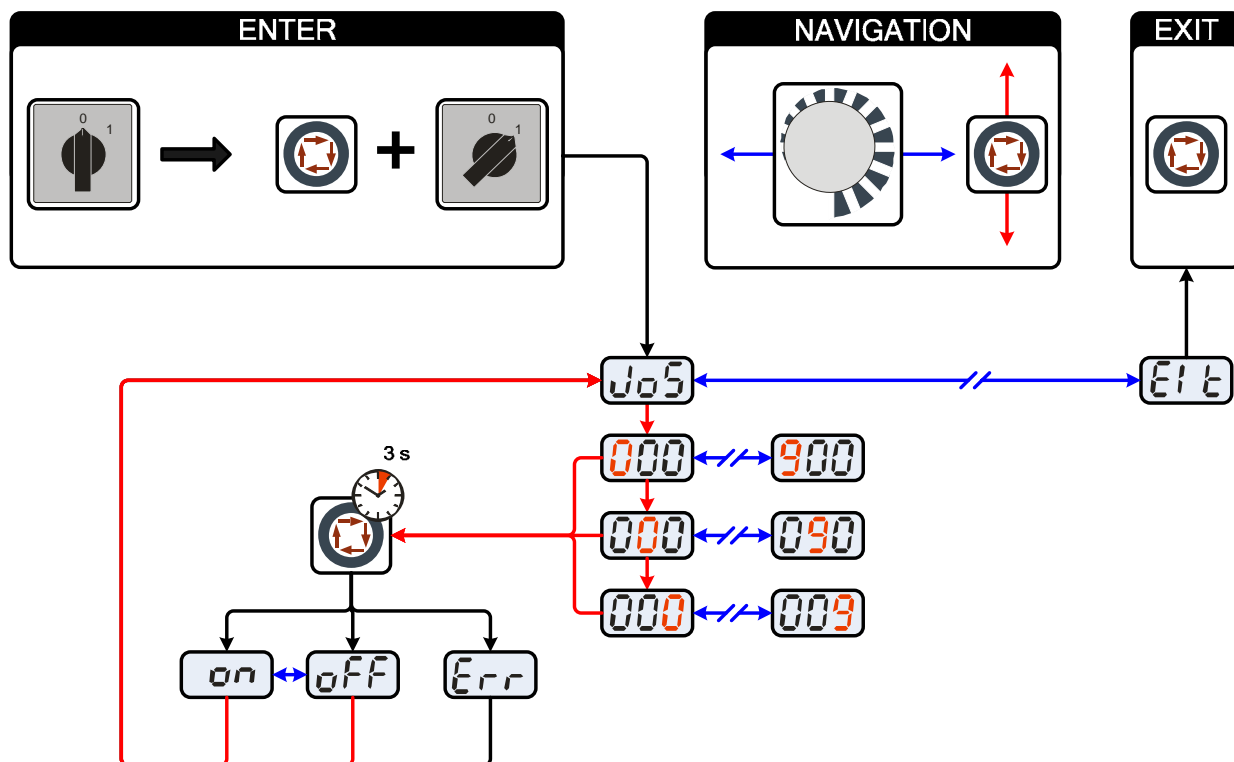 ENTER
NAVIGATION
EXIT
0
1
0
1
JoS
EIt
3 s
000
900
000
090
000
009
on
oFF
Err